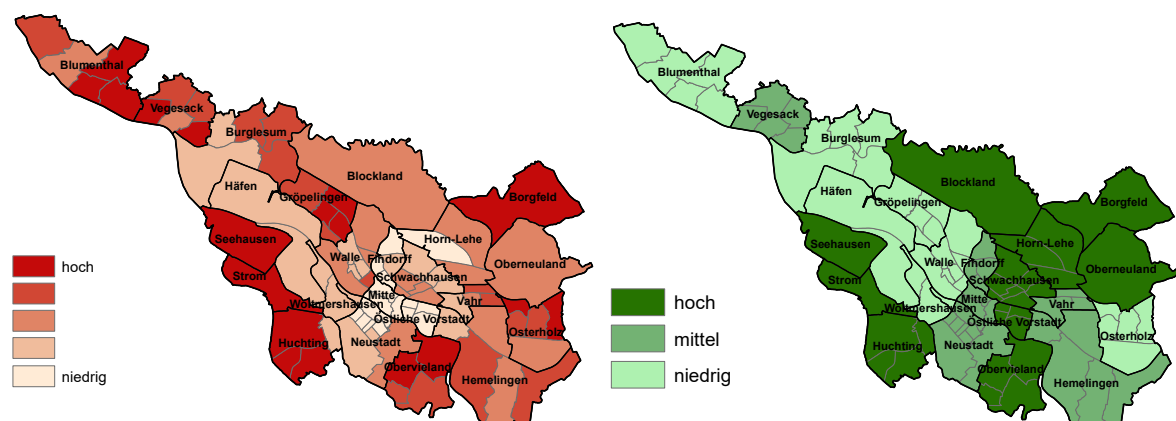 Blumenthal
Vegesack
Burglesum
Blockland
Häfen
Gröpelingen
Borgfeld
Seehausen
Horn-Lehe
Walle
Findorff
Oberneuland
Strom
Schwachhausen
Mitte
Vahr
Woltmershausen
Östliche Vorstadt
Osterholz
Huchting
Neustadt
Obervieland
Hemelingen
hoch
niedrig
Blumenthal
Vegesack
Burglesum
Blockland
Häfen
Gröpelingen
Borgfeld
Seehausen
Horn-Lehe
Walle
Findorff
Oberneuland
Strom
Schwachhausen
Mitte
Vahr
Woltmershausen
Östliche Vorstadt
Osterholz
Huchting
Neustadt
Obervieland
Hemelingen
hoch
mittel
niedrig